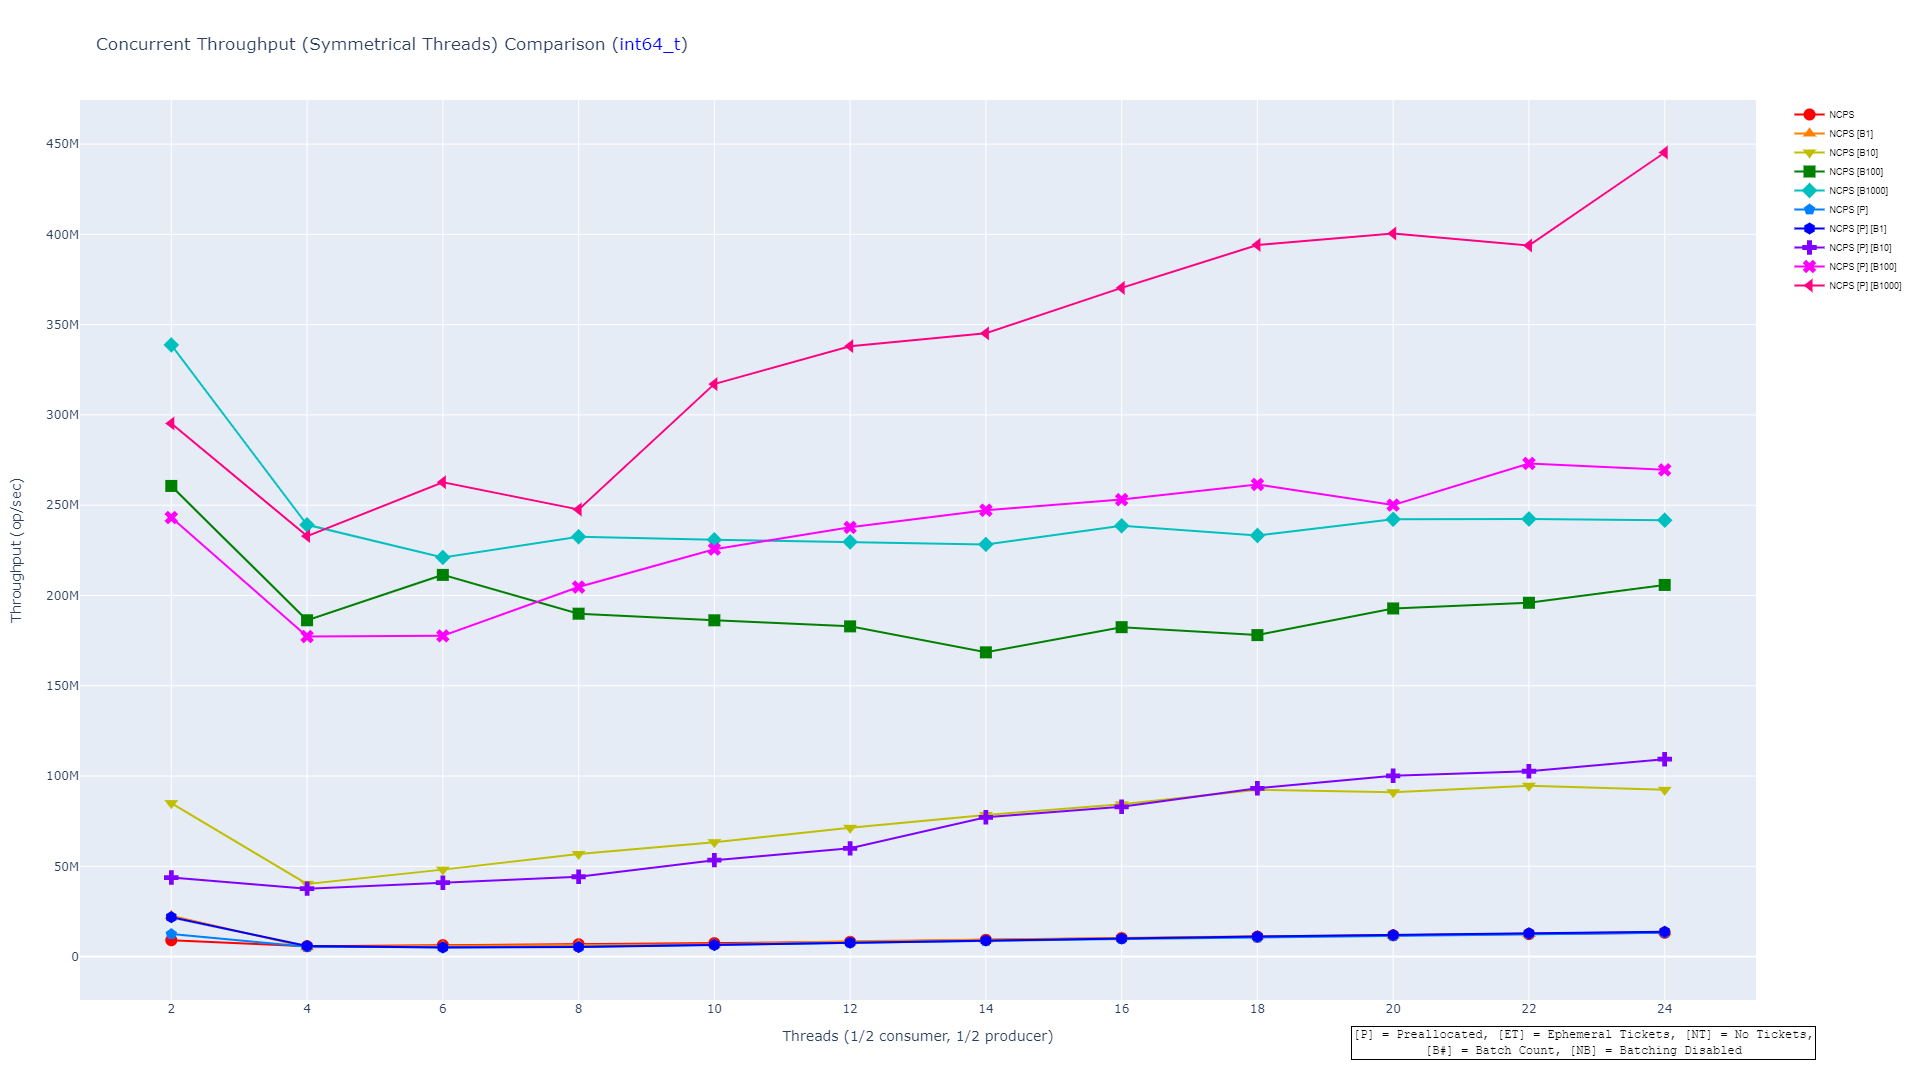 Concurrent Throughput (Symmetrical Threads) Comparison (int64_t)
NCPS
NCPS [B1]
NCPS [B10]
NCPS [B100]
NCPS [B1000]
NCPS [P]
NCPS [P] [B1]
NCPS [P] [B10]
NCPS [P] [B100]
NCPS [P] [B1000]
Throughput (op/sec)
450M
400M
350M
300M
250M
200M
150M
100M
50M
0
2 4 6 8 10 12 14 16 18 20 22 24
Threads (1/2 consumer, 1/2 producer)
[P] = Preallocated, [ET] = Ephemeral Tickets, [NT] = No Tickets,
[B#] = Batch Count, [NB] = Batching Disabled